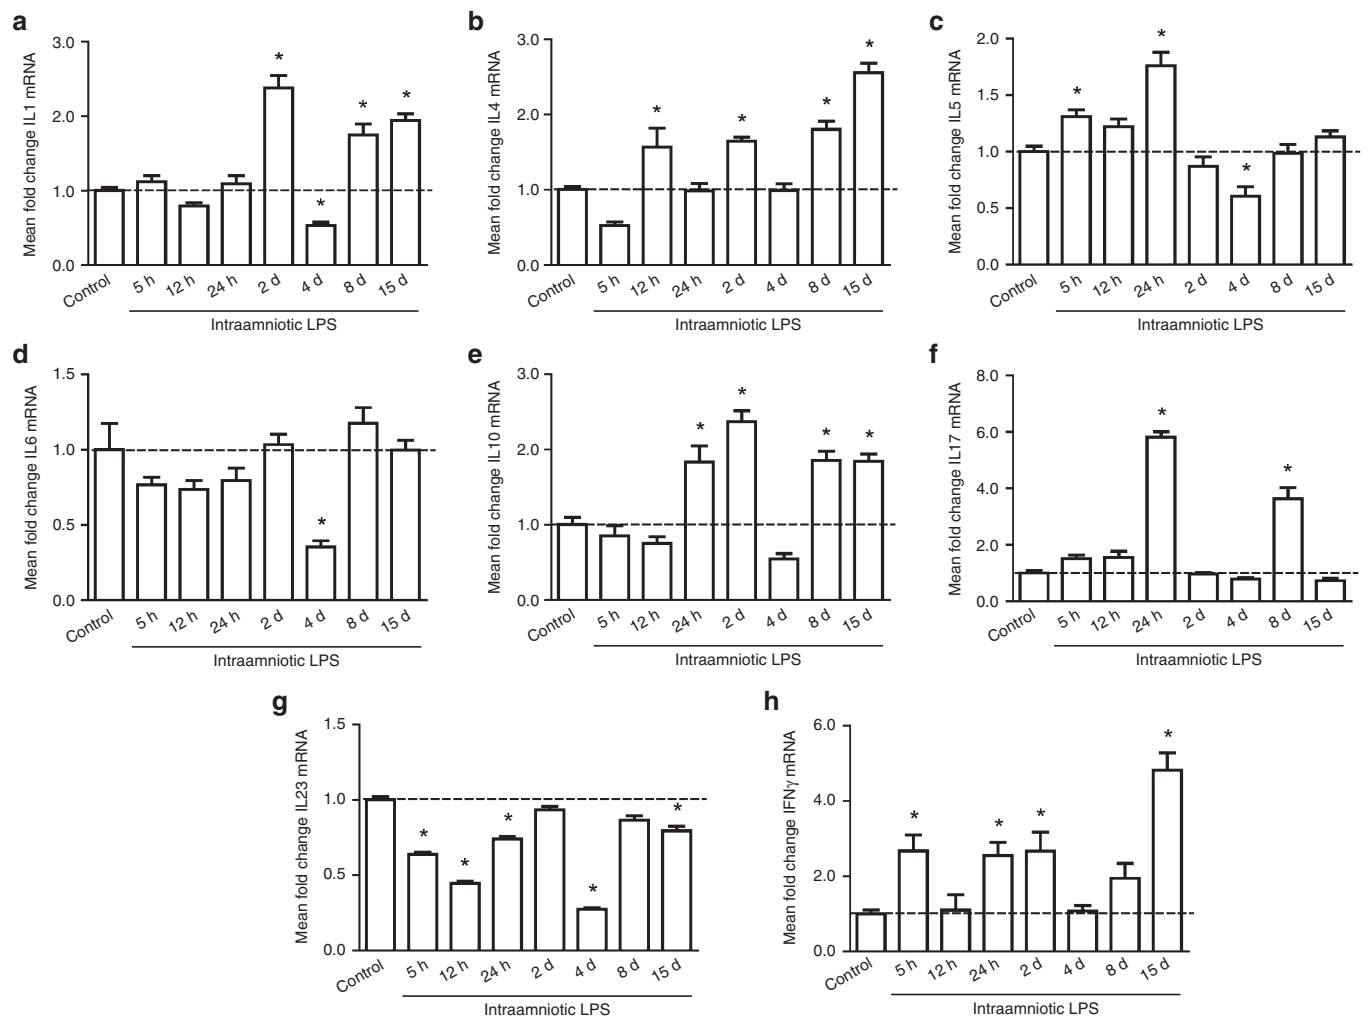 a
Mean fold change IL1 mRNA
3.0
2.0
1.0
0.0
*
*
*
*
Control
5 h
12 h
24 h
2 d
4 d
8 d
15 d
Intraamniotic LPS
b
Mean fold change IL4 mRNA
3.0
2.0
1.0
0.0
*
*
*
*
Control
5 h
12 h
24 h
2 d
4 d
8 d
15 d
Intraamniotic LPS
c
Mean fold change IL5 mRNA
2.0
1.5
1.0
0.5
0.0
*
*
*
Control
5 h
12 h
24 h
2 d
4 d
8 d
15 d
Intraamniotic LPS
d
Mean fold change IL6 mRNA
1.5
1.0
0.5
0.0
*
Control
5 h
12 h
24 h
2 d
4 d
8 d
15 d
Intraamniotic LPS
e
Mean fold change IL10 mRNA
3.0
2.0
1.0
0.0
*
*
*
*
Control
5 h
12 h
24 h
2 d
4 d
8 d
15 d
Intraamniotic LPS
f
Mean fold change IL17 mRNA
8.0
6.0
4.0
2.0
0.0
*
*
Control
5 h
12 h
24 h
2 d
4 d
8 d
15 d
Intraamniotic LPS
g
Mean fold change IL23 mRNA
1.5
1.0
0.5
0.0
*
*
*
*
*
Control
5 h
12 h
24 h
2 d
4 d
8 d
15 d
Intraamniotic LPS
h
Mean fold change IFNγ mRNA
6.0
4.0
2.0
0.0
*
*
*
*
Control
5 h
12 h
24 h
2 d
4 d
8 d
15 d
Intraamniotic LPS